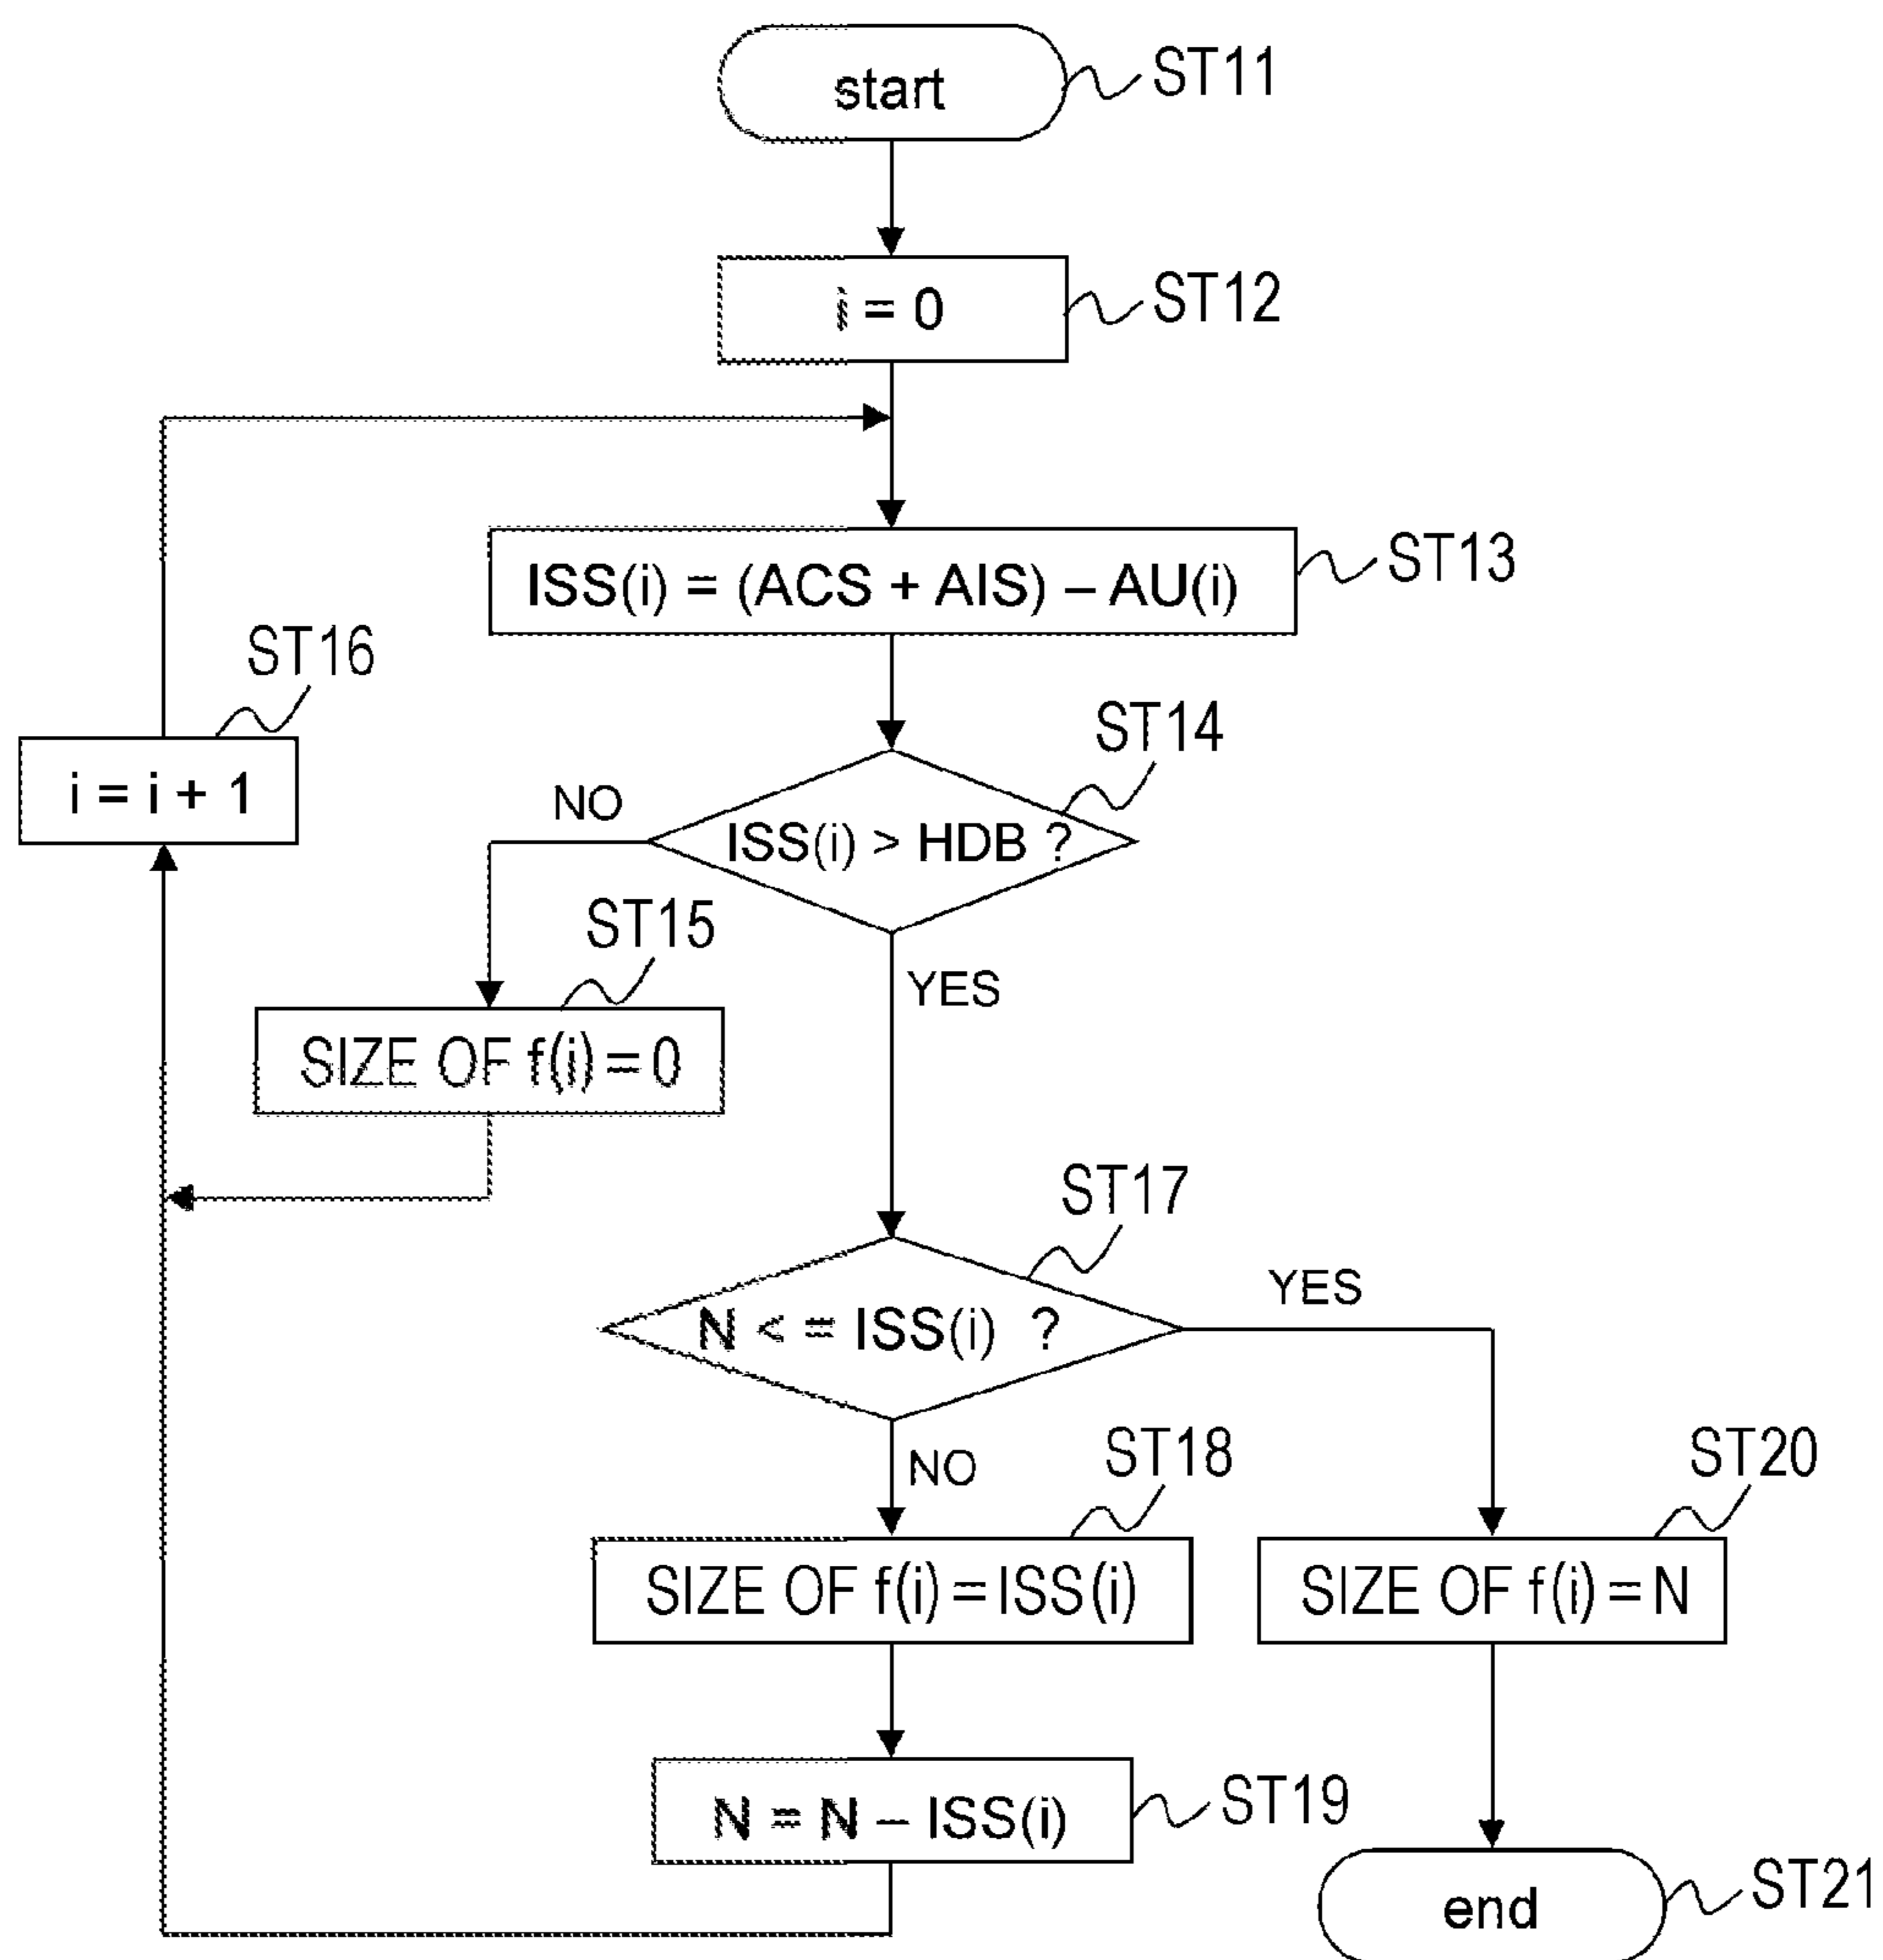 start
ST11
i = 0
ST12
ISS(i) = (ACS + AIS) – AU(i)
ST13
ST16
i = i + 1
ST14
NO
ISS(i) > HDB ?
ST15
YES
SIZE OF f(i) = 0
ST17
YES
N < = ISS(i) ?
NO
ST18
ST20
SIZE OF f(i) = ISS(i)
SIZE OF f(i) = N
N = N – ISS(i)
ST19
end
ST21